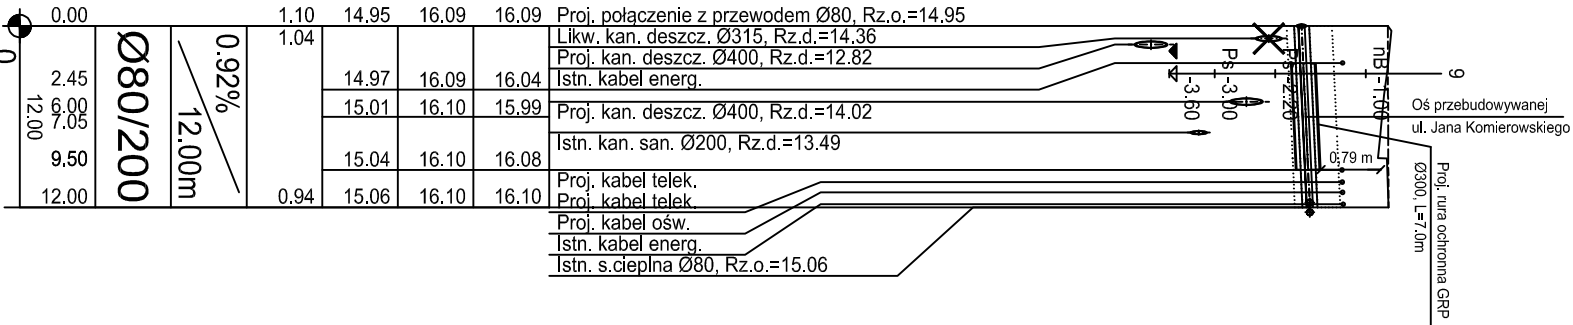 0.00 1.10 14.95 16.09 16.09 Proj. połączenie z przewodem Ø80, Rz.o.=14.95
1.04 Likw. kan. deszcz. Ø315, Rz.d.=14.36
Proj. kan. deszcz. Ø400, Rz.d.=12.82
2.45 14.97 16.09 16.04 Istn. kabel energ.
6.00 15.01 16.10 15.99 Proj. kan. deszcz. Ø400, Rz.d.=14.02
7.05
Istn. kan. san. Ø200, Rz.d.=13.49
9.50 15.04 16.10 16.08
Proj. kabel telek.
12.00 0.94 15.06 16.10 16.10 Proj. kabel telek.
Proj. kabel ośw.
Istn. kabel energ.
Istn. s.cieplna Ø80, Rz.o.=15.06
0
12.00
Ø80/200
0.92%
12.00m
-3.60
Ps -3.00
-2.20
nB -1.00
0,79 m
9
Oś przebudowywanej
ul. Jana Komierowskiego
Proj. rura ochronna GRP
Ø300, L=7.0m